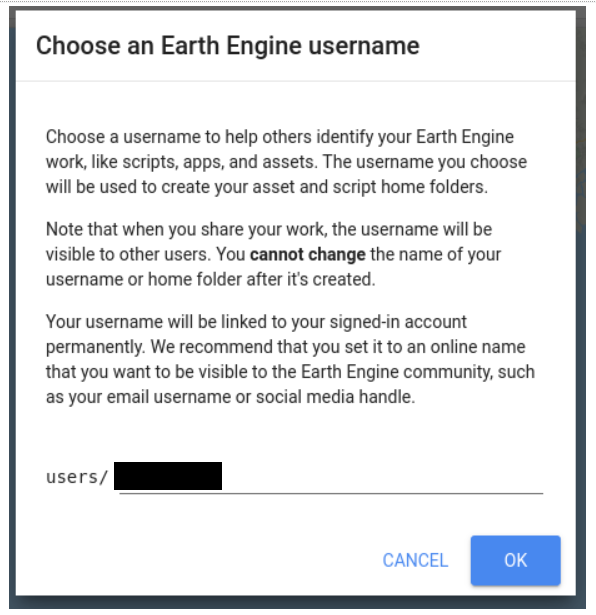 Choose an Earth Engine username
Choose a username to help others identify your Earth Engine
work, like scripts, apps, and assets. The username you choose
will be used to create your asset and script home folders.
Note that when you share your work, the username will be
visible to other users. You cannot change the name of your
username or home folder after it's created.
Your username will be linked to your signed-in account
permanently. We recommend that you set it to an online name
that you want to be visible to the Earth Engine community, such
as your email username or social media handle.
users/
CANCEL OK